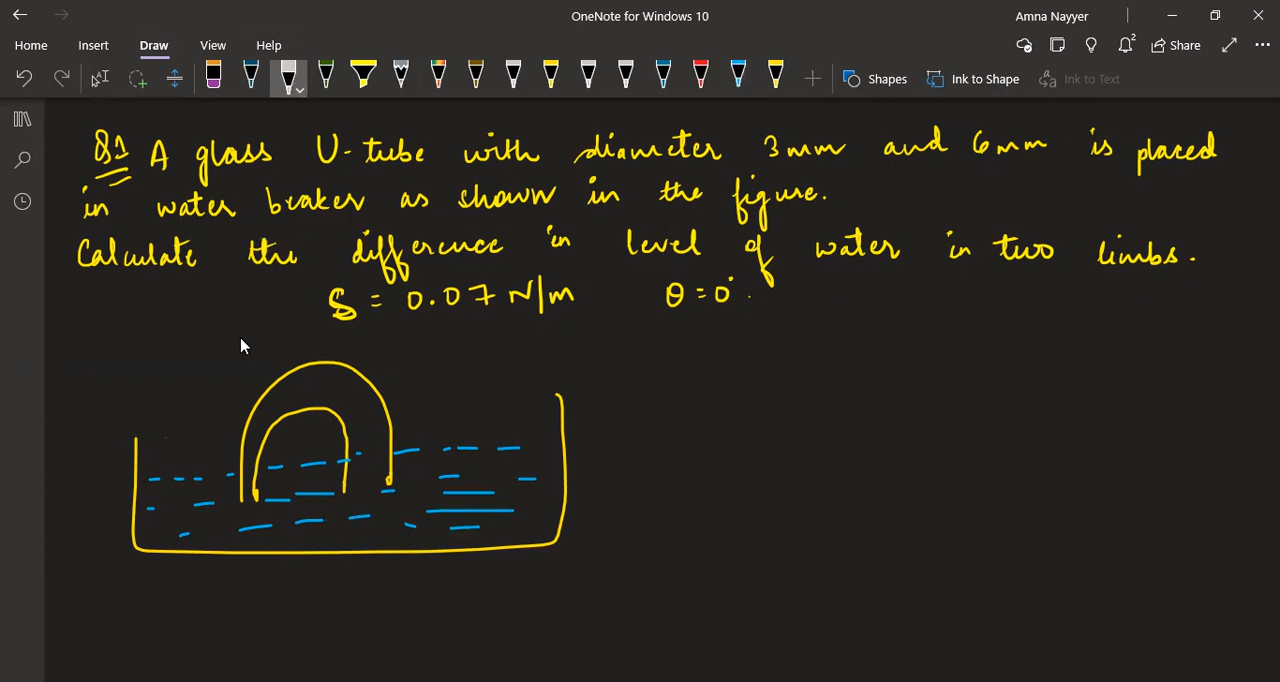 OneNote for Windows 10
Amna Nayyer
Home Insert Draw View Help
2 Share
Shapes Ink to Shape Ink to Text
Q1 A glass U-tube with diameter 3mm and 6mm is placed
in water beaker as shown in the figure.
Calculate the difference in level of water in two limbs.
S = 0.07 N/m θ = 0°.